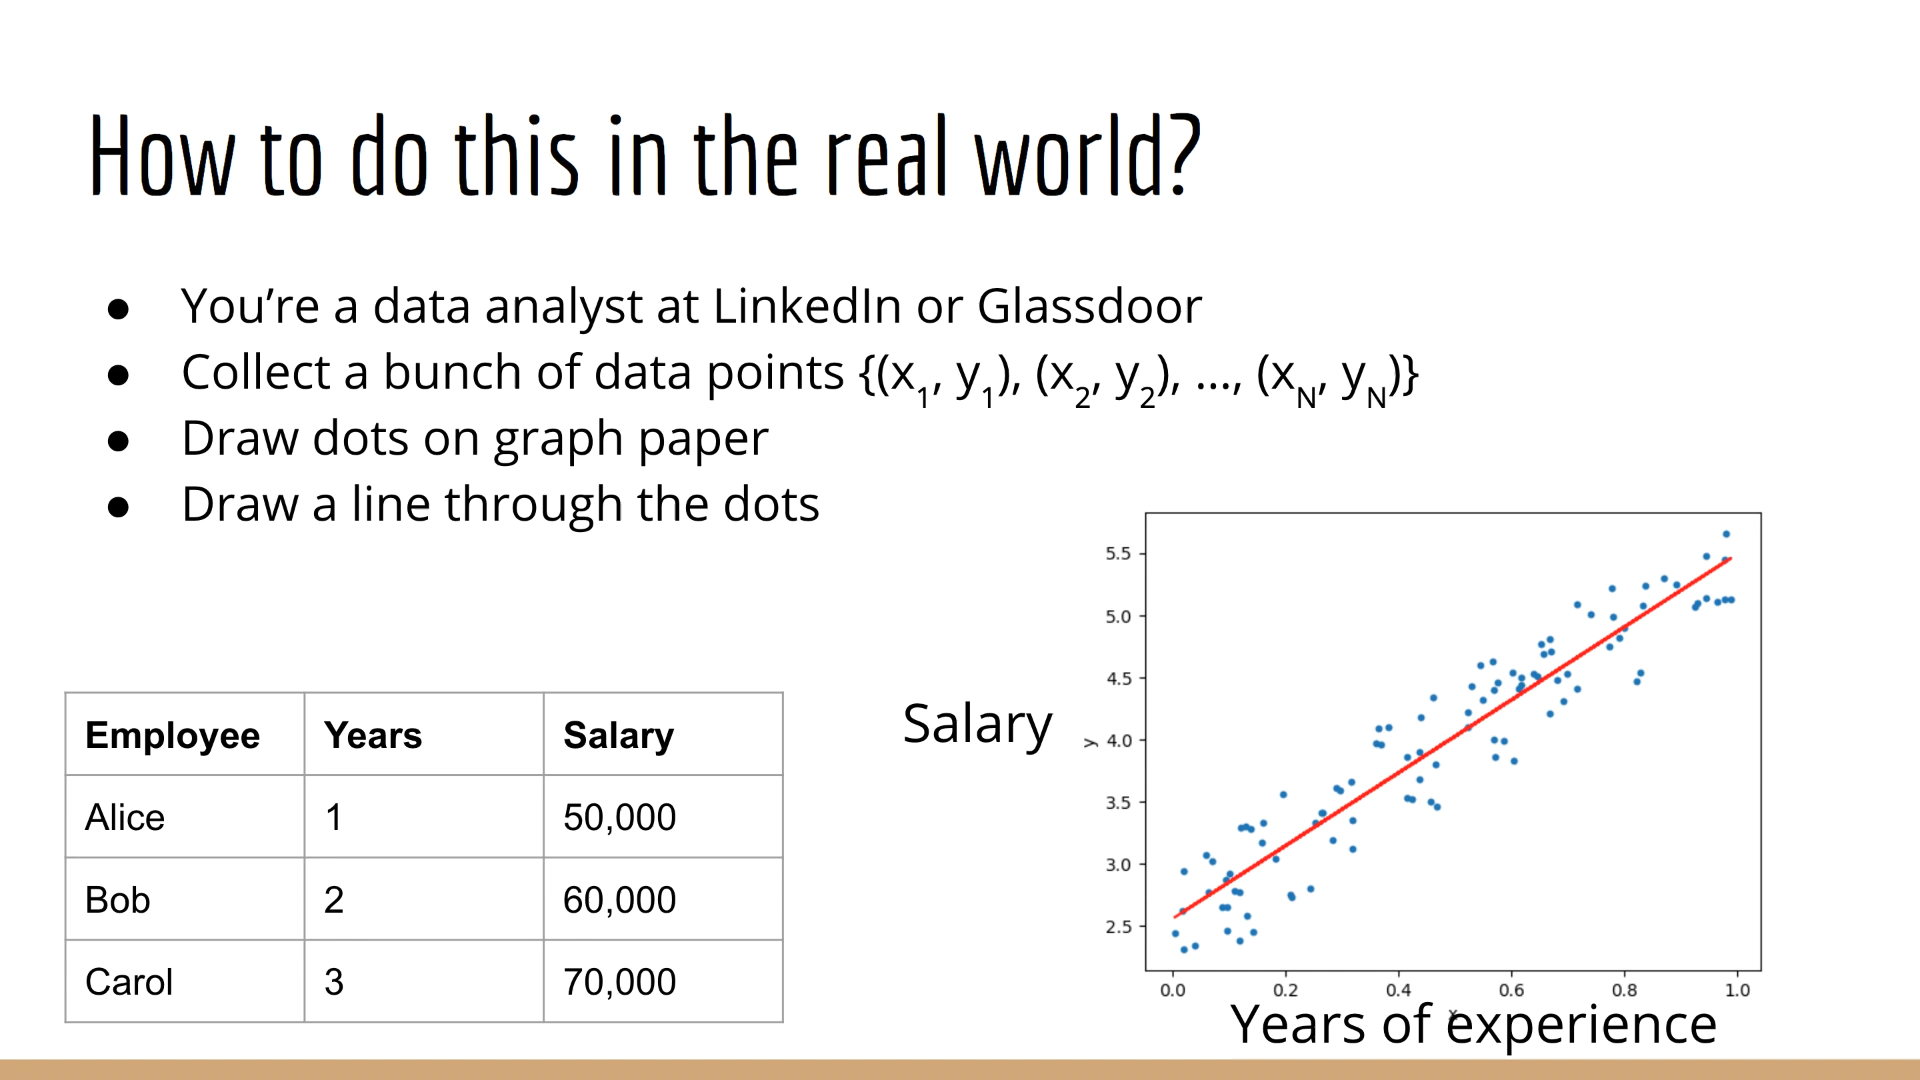 How to do this in the real world?
● You’re a data analyst at LinkedIn or Glassdoor
● Collect a bunch of data points {(x₁, y₁), (x₂, y₂), …, (x_N, y_N)}
● Draw dots on graph paper
● Draw a line through the dots
Employee Years Salary
Alice 1 50,000
Bob 2 60,000
Carol 3 70,000
Salary
y
5.5
5.0
4.5
4.0
3.5
3.0
2.5
0.0 0.2 0.4 0.6 0.8 1.0
x
Years of experience